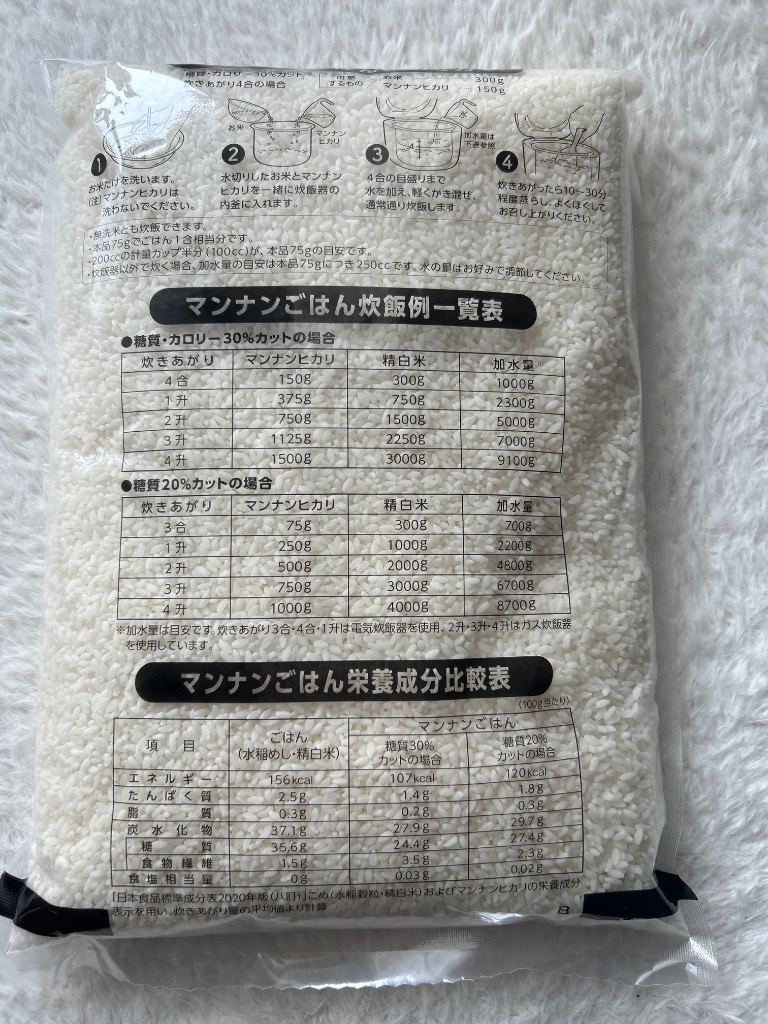 糖質・カロリー30%カット
炊きあがり4合の場合
用意
するもの
お米 300g
マンナンヒカリ 150g
お米
マンナン
ヒカリ
加水量は
下表参照
1
お米だけを洗います。
(注)マンナンヒカリは
洗わないでください。
2
水切りしたお米とマンナン
ヒカリを一緒に炊飯器の
内釜に入れます。
3
4合の目盛りまで
水を加え、軽くかき混ぜ、
通常通り炊飯します。
4
炊きあがったら10~30分
程度蒸らし、よくほぐして
お召し上がりください。
・無洗米とも炊飯できます。
・本品75gでごはん1合相当分です。
・200ccの計量カップ半分(100cc)が、本品75gの目安です。
・炊飯器以外で炊く場合、加水量の目安は本品75gにつき250ccです。水の量はお好みで調節してください。
マンナンごはん炊飯例一覧表
●糖質・カロリー30%カットの場合
炊きあがり マンナンヒカリ 精白米 加水量※
4合 150g 300g 1000g
1升 375g 750g 2300g
2升 750g 1500g 5000g
3升 1125g 2250g 7000g
4升 1500g 3000g 9100g
●糖質20%カットの場合
炊きあがり マンナンヒカリ 精白米 加水量※
3合 75g 300g 700g
1升 250g 1000g 2200g
2升 500g 2000g 4800g
3升 750g 3000g 6700g
4升 1000g 4000g 8700g
※加水量は目安です。炊きあがり3合・4合・1升は電気炊飯器を使用、2升・3升・4升はガス炊飯器
を使用しています。
マンナンごはん栄養成分比較表
(100g当たり)
項目 ごはん (水稲めし・精白米) マンナンごはん
糖質30% カットの場合 糖質20% カットの場合
エネルギー 156kcal 107kcal 120kcal
たんぱく質 2.5g 1.4g 1.8g
脂質 0.3g 0.2g 0.3g
炭水化物 37.1g 27.9g 29.7g
糖質 35.6g 24.4g 27.4g
食物繊維 1.5g 3.5g 2.3g
食塩相当量 0g 0.03g 0.02g
「日本食品標準成分表2020年版(八訂)」こめ(水稲穀粒・精白米)およびマンナンヒカリの栄養成分
表示を用い、炊きあがり量の平均値より計算
B